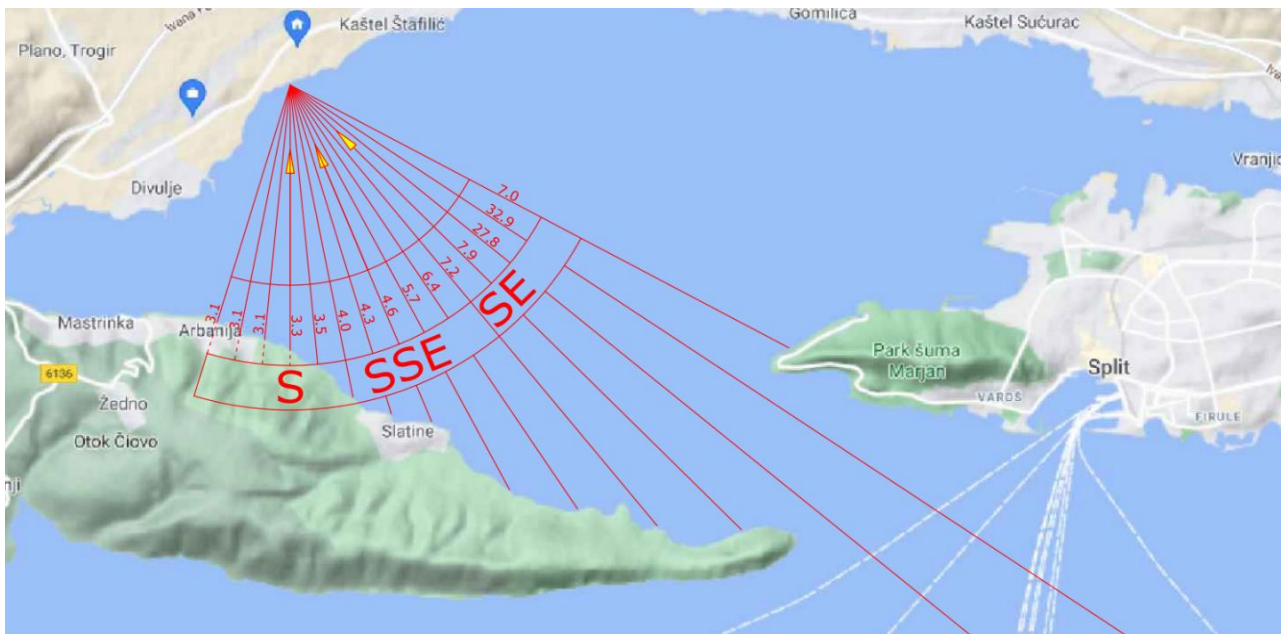 Gomilica
Kaštel Sućurac
Kaštel Štafilić
Plano, Trogir
Divulje
Vranjic
7.0
32.9
27.8
7.9
7.2
6.4
5.7
4.6
4.3
4.0
3.5
3.3
3.1
3.1
3.1
SE
SSE
S
Mastrinka
Arbanija
6136
Žedno
Otok Čiovo
Slatine
Park šuma
Marjan
Split
VAROŠ
FIRULE